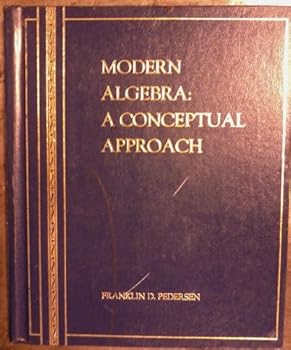 MODERN
ALGEBRA:
A CONCEPTUAL
APPROACH
FRANKLIN D. PEDERSEN